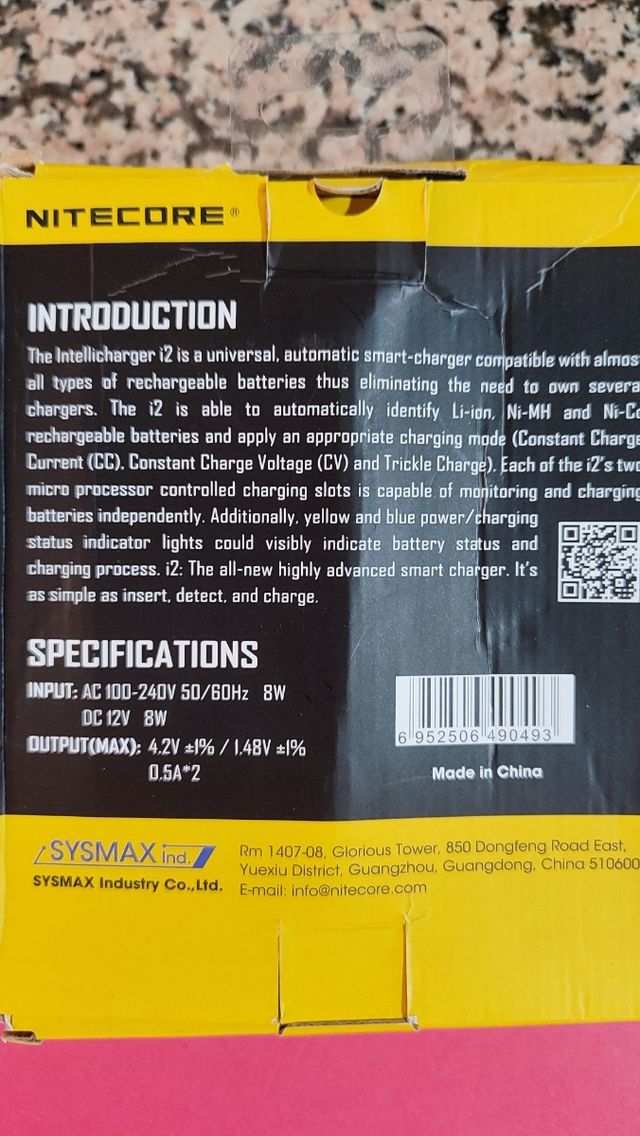 NITECORE®
INTRODUCTION
The Intellicharger i2 is a universal, automatic smart-charger compatible with almos
all types of rechargeable batteries thus eliminating the need to own severa
chargers. The i2 is able to automatically identify Li-ion, Ni-MH and Ni-C
rechargeable batteries and apply an appropriate charging mode (Constant Charge
Current (CC), Constant Charge Voltage (CV) and Trickle Charge). Each of the i2's two
micro processor controlled charging slots is capable of monitoring and charging
batteries independently. Additionally, yellow and blue power/charging
status indicator lights could visibly indicate battery status and
charging process. i2: The all-new highly advanced smart charger. It's
as simple as insert, detect, and charge.
SPECIFICATIONS
INPUT: AC 100-240V 50/60Hz 8W
DC 12V 8W
OUTPUT(MAX): 4.2V ±1% / 1.48V ±1%
0.5A*2
6 952506 490493
Made in China
SYSMAX Ind.
SYSMAX Industry Co.,Ltd.
Rm 1407-08, Glorious Tower, 850 Dongfeng Road East,
Yuexiu District, Guangzhou, Guangdong, China 510600
E-mail: info@nitecore.com